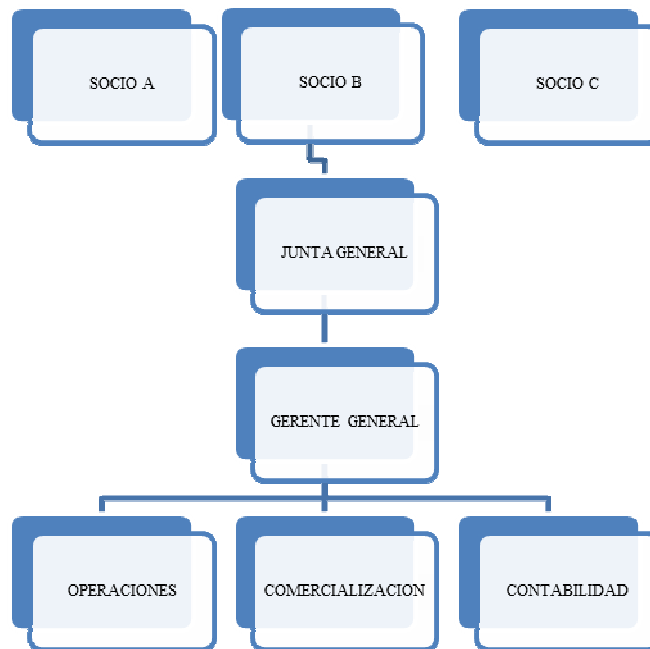 SOCIO A
SOCIO B
SOCIO C
JUNTA GENERAL
GERENTE GENERAL
OPERACIONES
COMERCIALIZACION
CONTABILIDAD